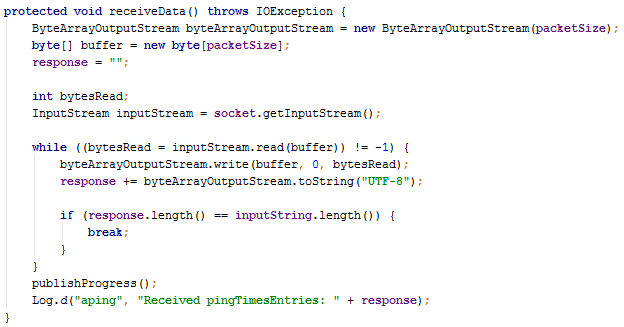 protected void receiveData() throws IOException {
    ByteArrayOutputStream byteArrayOutputStream = new ByteArrayOutputStream(packetSize);
    byte[] buffer = new byte[packetSize];
    response = "";

    int bytesRead;
    InputStream inputStream = socket.getInputStream();

    while ((bytesRead = inputStream.read(buffer)) != -1) {
        byteArrayOutputStream.write(buffer, 0, bytesRead);
        response += byteArrayOutputStream.toString("UTF-8");

        if (response.length() == inputString.length()) {
            break;
        }
    }
    publishProgress();
    Log.d("aping", "Received pingTimesEntries: " + response);
}